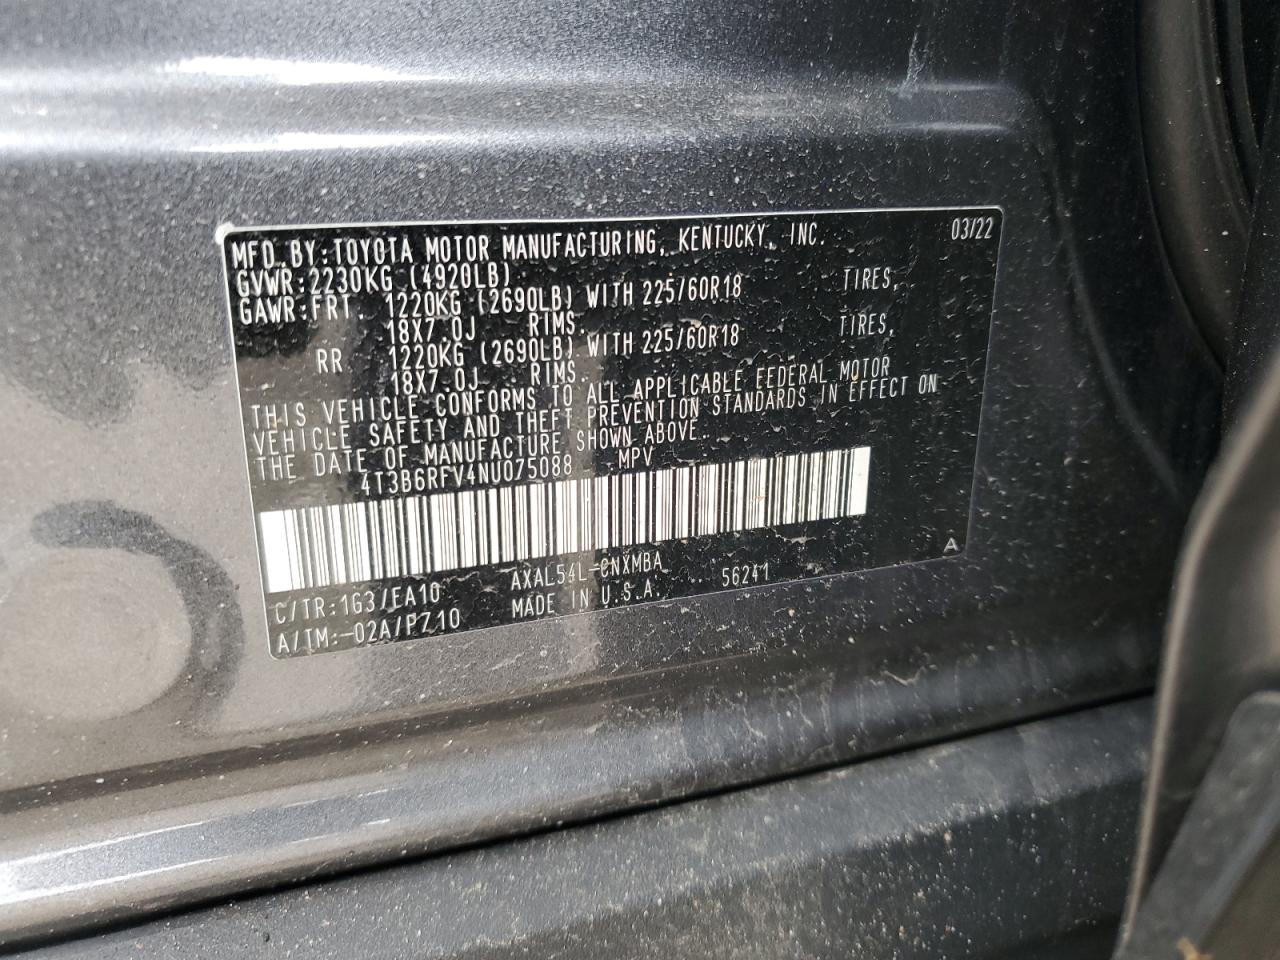 MFD. BY: TOYOTA MOTOR MANUFACTURING, KENTUCKY, INC. 03/22
GVWR: 2230KG (4920LB)
GAWR: FRT. 1220KG (2690LB) WITH 225/60R18 TIRES,
18X7.0J RIMS.
RR 1220KG (2690LB) WITH 225/60R18 TIRES,
18X7.0J RIMS.
THIS VEHICLE CONFORMS TO ALL APPLICABLE FEDERAL MOTOR
VEHICLE SAFETY AND THEFT PREVENTION STANDARDS IN EFFECT ON
THE DATE OF MANUFACTURE SHOWN ABOVE.
4T3B6RFV4NU075088 MPV
A
C/TR: 1G3/EA10 AXAL54L-CNXMBA 56241
A/TM: -02A/PZ10 MADE IN U.S.A.